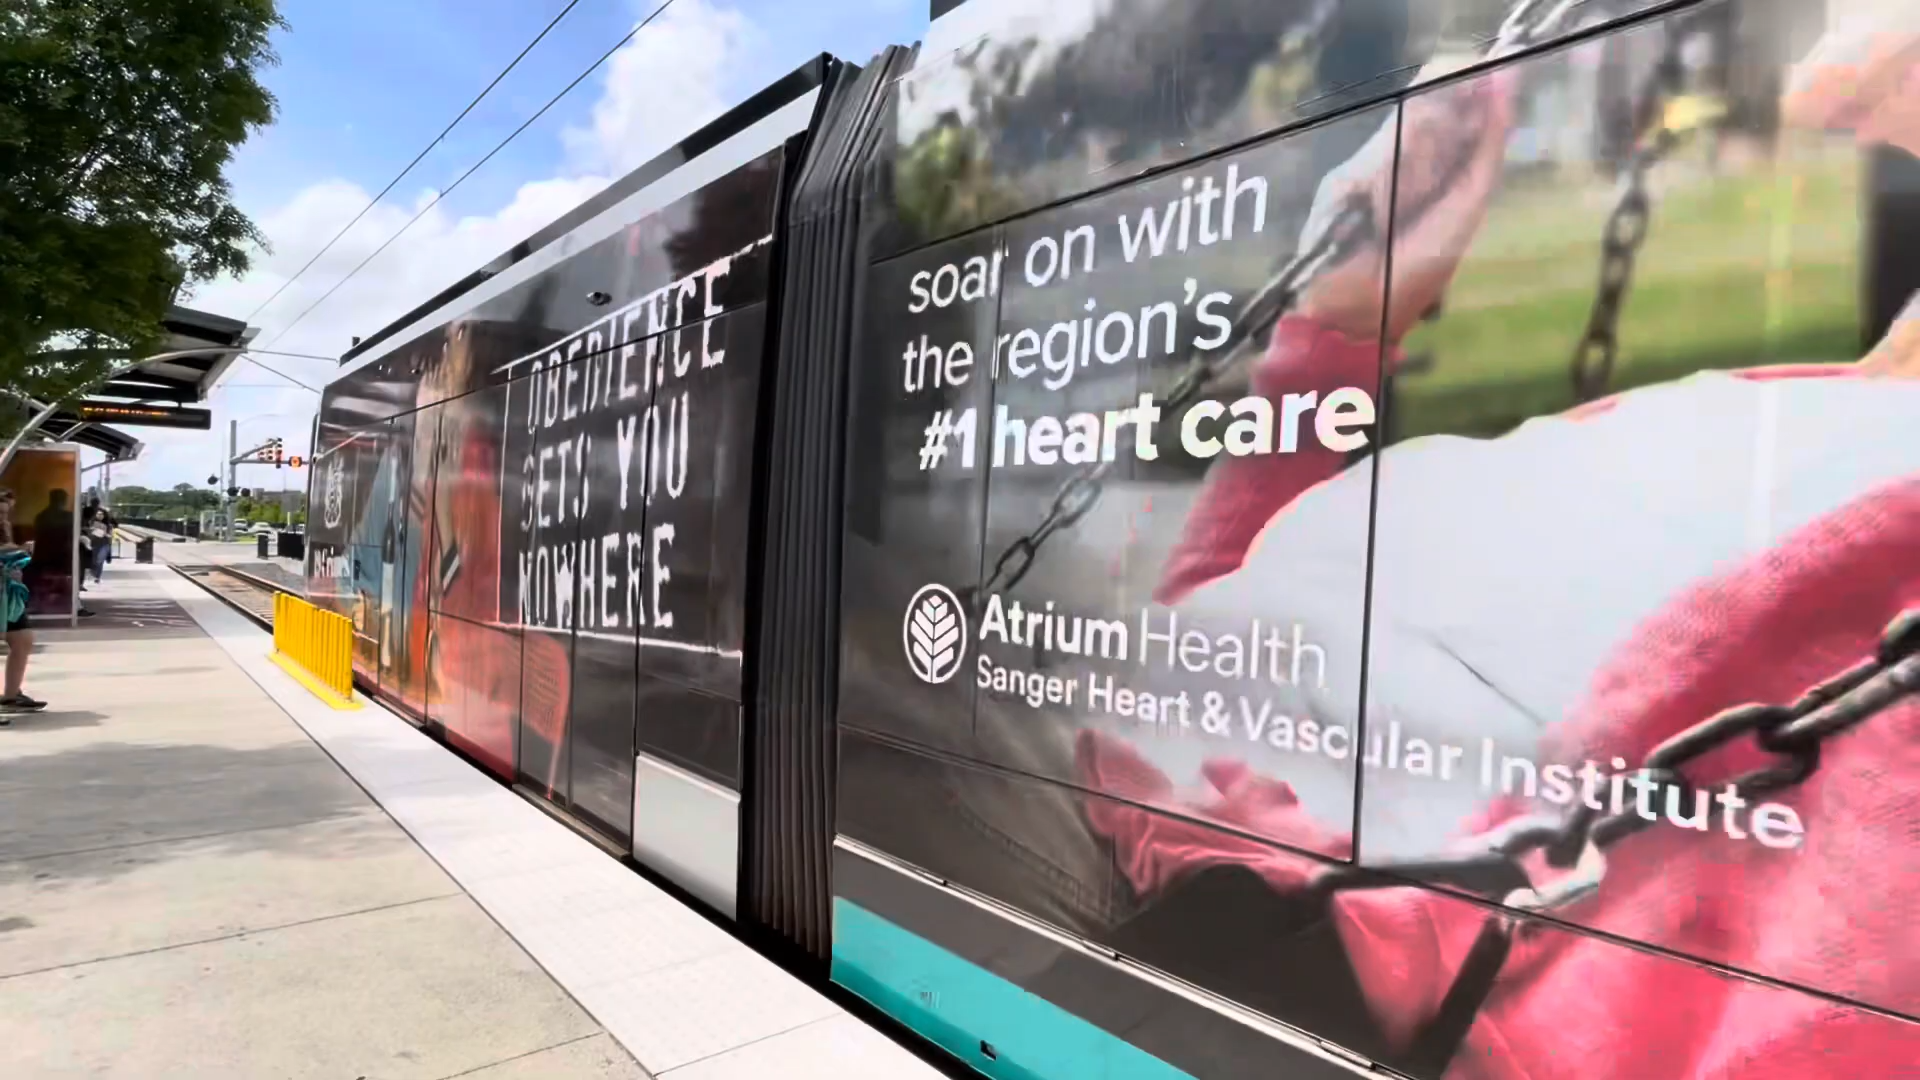 OBEDIENCE
GETS YOU
NOWHERE
soar on with
the region's
#1 heart care
Atrium Health
Sanger Heart & Vascular Institute